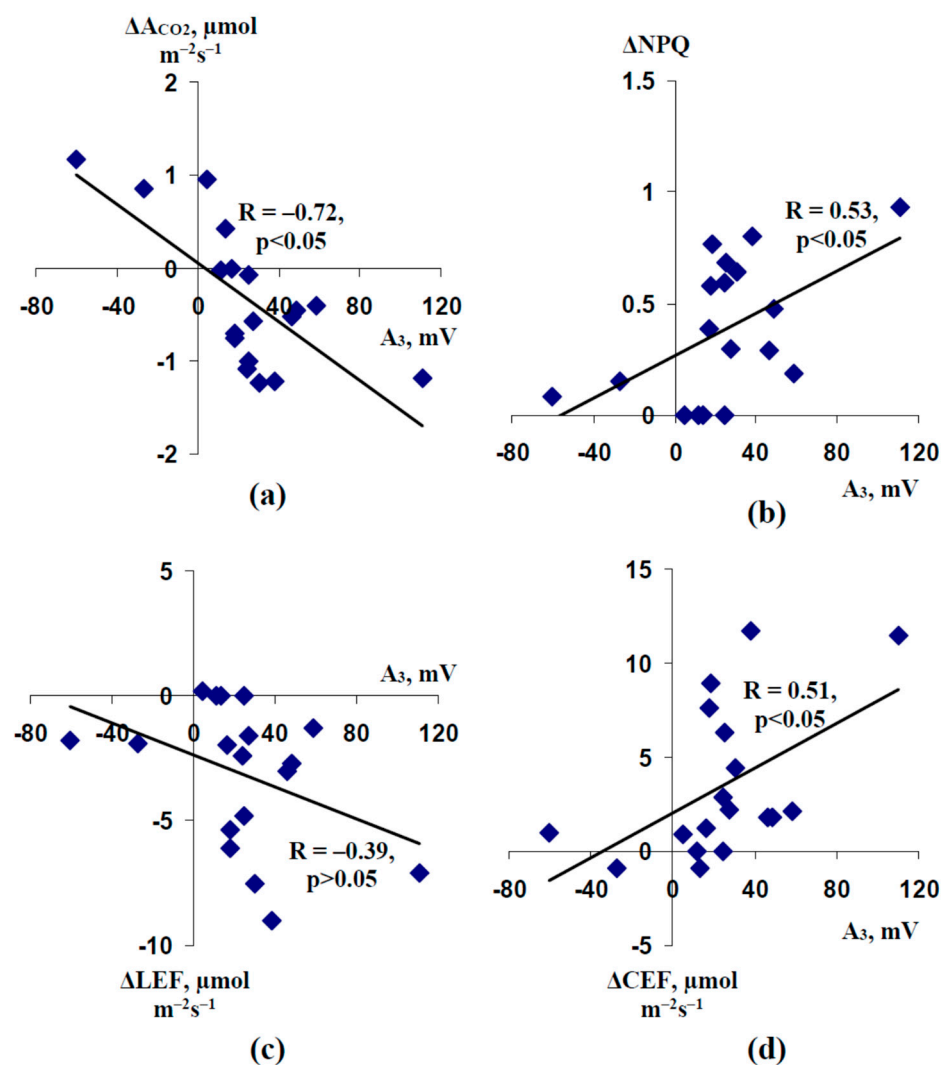 ΔA_CO2, µmol
m⁻²s⁻¹
2
1
0
-1
-2
-80
-40
0
40
80
120
R = –0.72,
p<0.05
A₃, mV
(a)
ΔNPQ
1.5
1
0.5
0
-80
-40
0
40
80
120
R = 0.53,
p<0.05
A₃, mV
(b)
5
0
-5
-10
-80
-40
0
40
80
120
A₃, mV
R = –0.39,
p>0.05
ΔLEF, µmol
m⁻²s⁻¹
(c)
15
10
5
0
-5
-80
-40
0
40
80
120
R = 0.51,
p<0.05
A₃, mV
ΔCEF, µmol
m⁻²s⁻¹
(d)